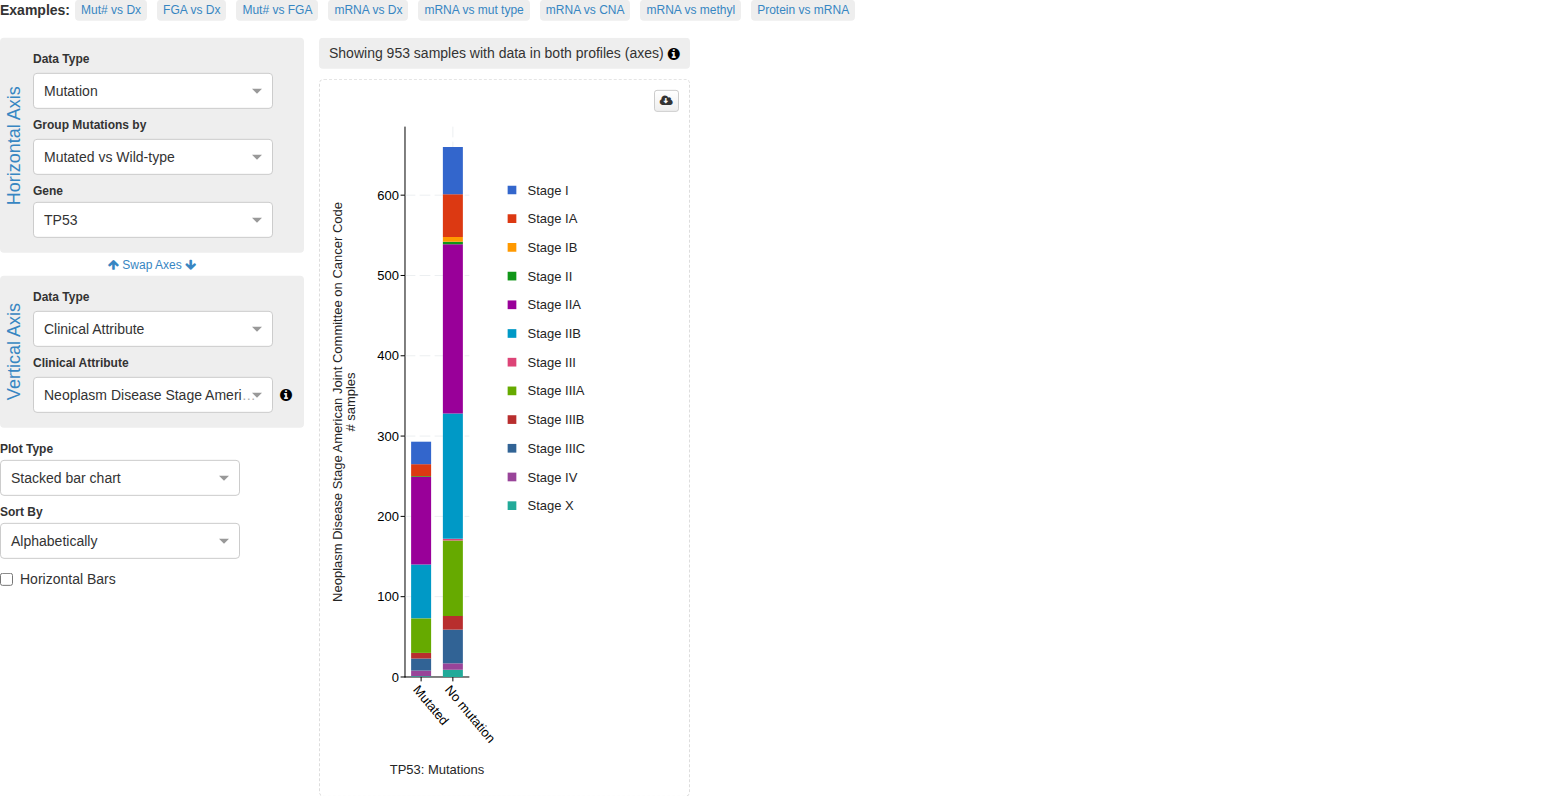 Examples: Mut# vs Dx FGA vs Dx Mut# vs FGA mRNA vs Dx mRNA vs mut type mRNA vs CNA mRNA vs methyl Protein vs mRNA
Horizontal Axis
Data Type
Mutation
Group Mutations by
Mutated vs Wild-type
Gene
TP53
Swap Axes
Vertical Axis
Data Type
Clinical Attribute
Clinical Attribute
Neoplasm Disease Stage Ameri...
Plot Type
Stacked bar chart
Sort By
Alphabetically
Horizontal Bars
Showing 953 samples with data in both profiles (axes)
Neoplasm Disease Stage American Joint Committee on Cancer Code
# samples
600
500
400
300
200
100
0
Mutated
No mutation
TP53: Mutations
Stage I
Stage IA
Stage IB
Stage II
Stage IIA
Stage IIB
Stage III
Stage IIIA
Stage IIIB
Stage IIIC
Stage IV
Stage X